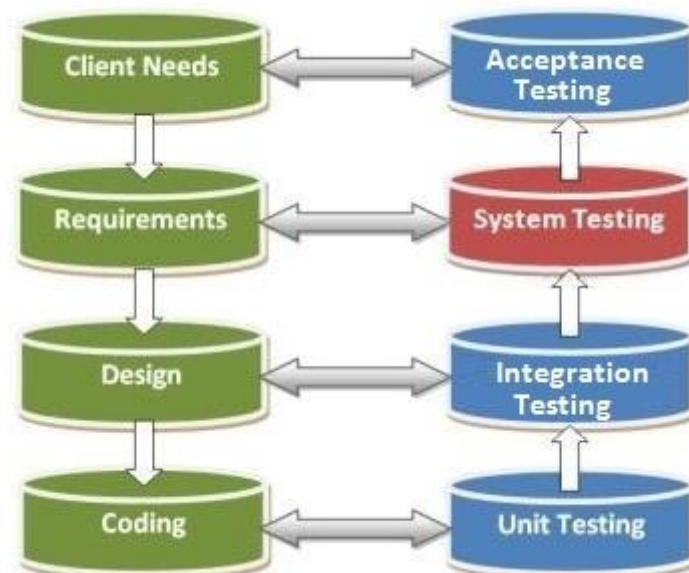 Client Needs
Acceptance
Testing
Requirements
System Testing
Design
Integration
Testing
Coding
Unit Testing